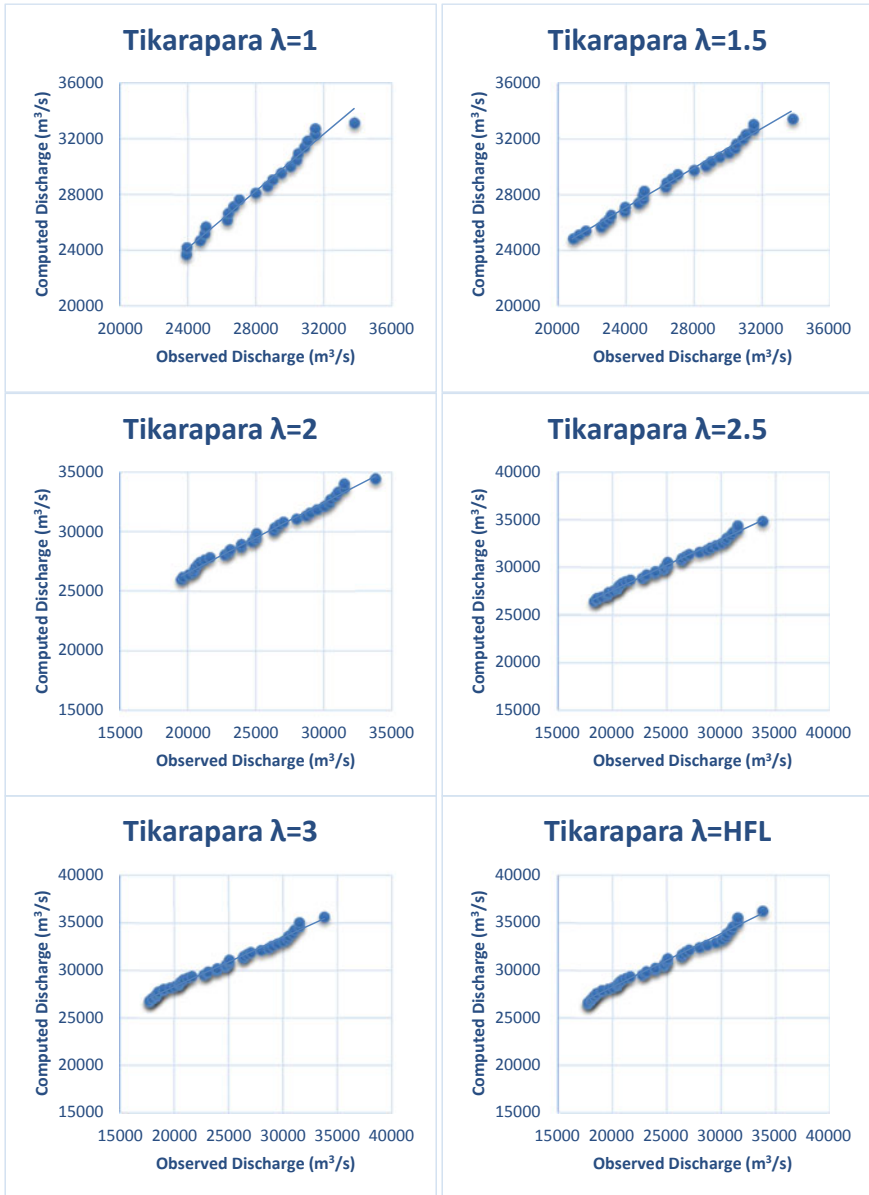 Tikarapara λ=1
Computed Discharge (m³/s)
36000
32000
28000
24000
20000
20000 24000 28000 32000 36000
Observed Discharge (m³/s)
Tikarapara λ=1.5
Computed Discharge (m³/s)
36000
32000
28000
24000
20000
20000 24000 28000 32000 36000
Observed Discharge (m³/s)
Tikarapara λ=2
Computed Discharge (m³/s)
35000
30000
25000
20000
15000
15000 20000 25000 30000 35000
Observed Discharge (m³/s)
Tikarapara λ=2.5
Computed Discharge (m³/s)
40000
35000
30000
25000
20000
15000
15000 20000 25000 30000 35000 40000
Observed Discharge (m³/s)
Tikarapara λ=3
Computed Discharge (m³/s)
40000
35000
30000
25000
20000
15000
15000 20000 25000 30000 35000 40000
Observed Discharge (m³/s)
Tikarapara λ=HFL
Computed Discharge (m³/s)
40000
35000
30000
25000
20000
15000
15000 20000 25000 30000 35000 40000
Observed Discharge (m³/s)